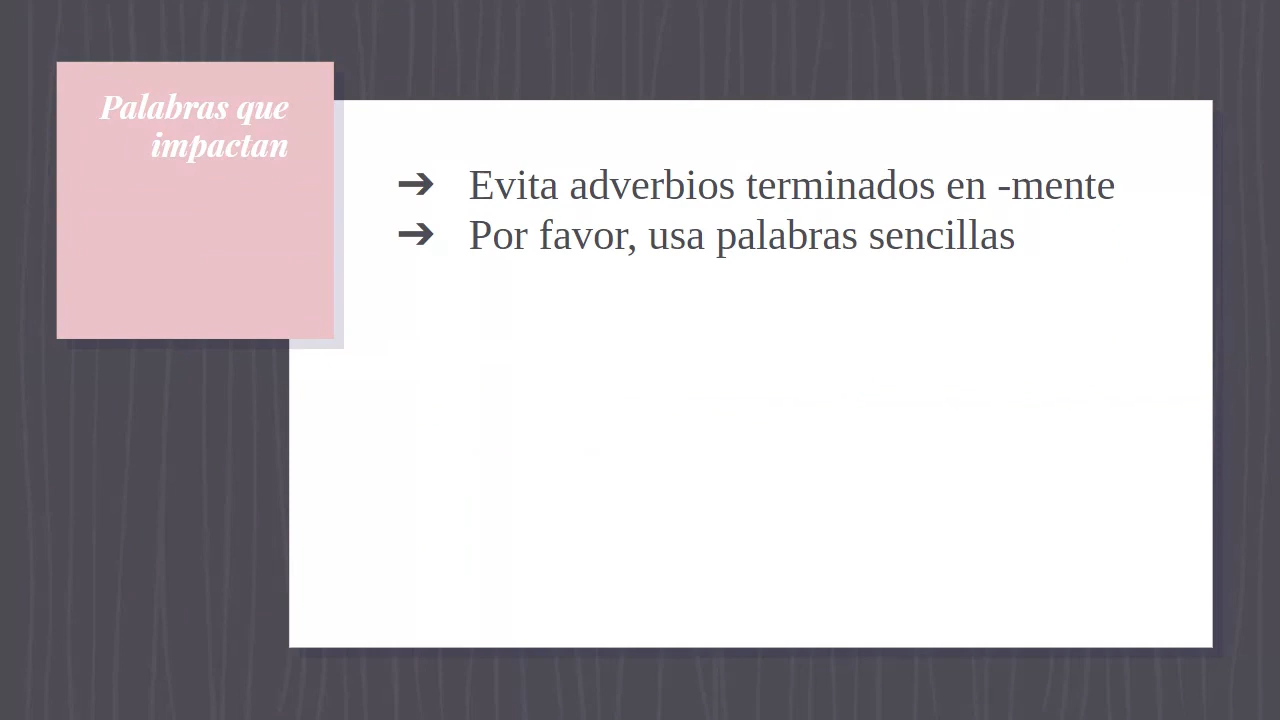 Palabras que
impactan
➔ Evita adverbios terminados en -mente
➔ Por favor, usa palabras sencillas